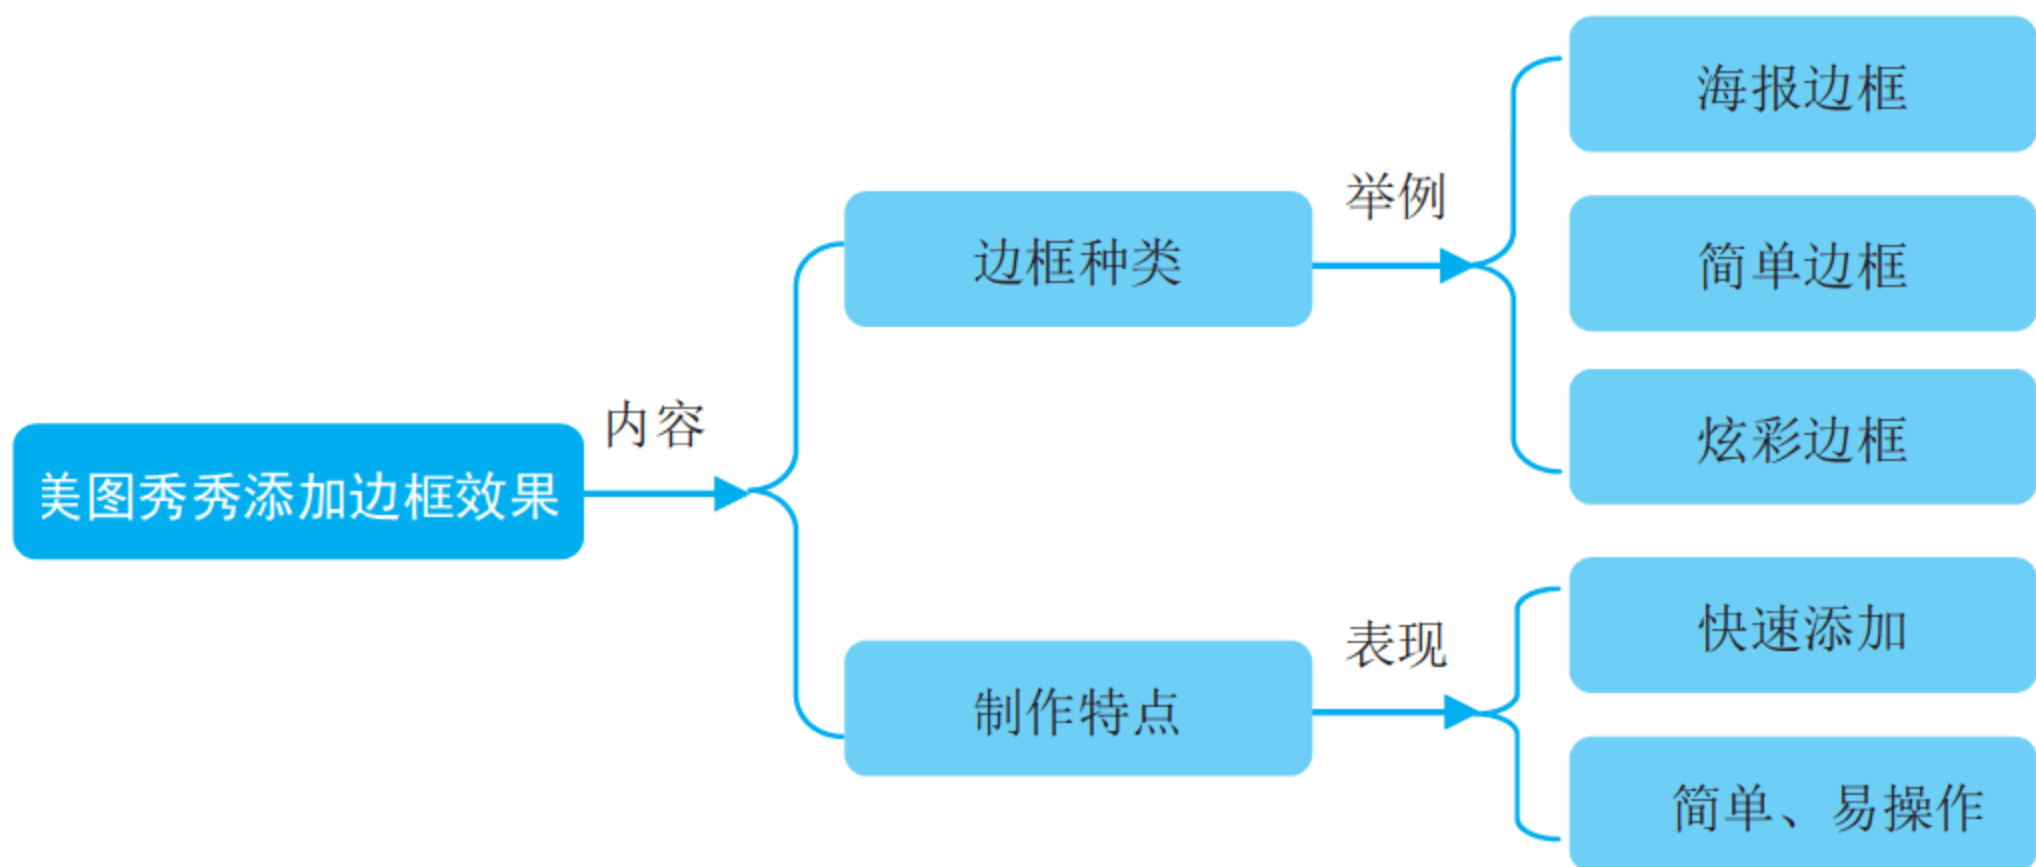 美图秀秀添加边框效果
内容
边框种类
举例
海报边框
简单边框
炫彩边框
制作特点
表现
快速添加
简单、易操作